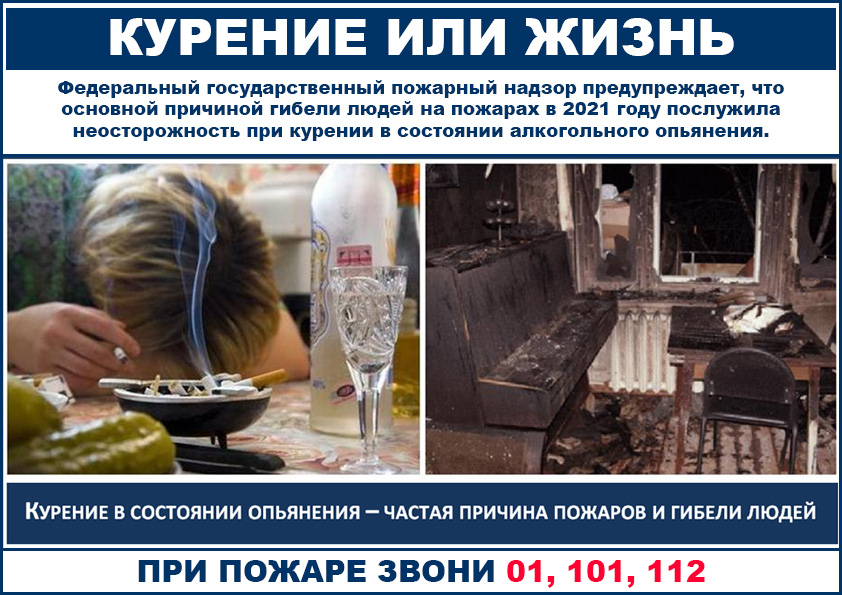 КУРЕНИЕ ИЛИ ЖИЗНЬ
Федеральный государственный пожарный надзор предупреждает, что
основной причиной гибели людей на пожарах в 2021 году послужила
неосторожность при курении в состоянии алкогольного опьянения.
КУРЕНИЕ В СОСТОЯНИИ ОПЬЯНЕНИЯ – ЧАСТАЯ ПРИЧИНА ПОЖАРОВ И ГИБЕЛИ ЛЮДЕЙ
ПРИ ПОЖАРЕ ЗВОНИ 01, 101, 112